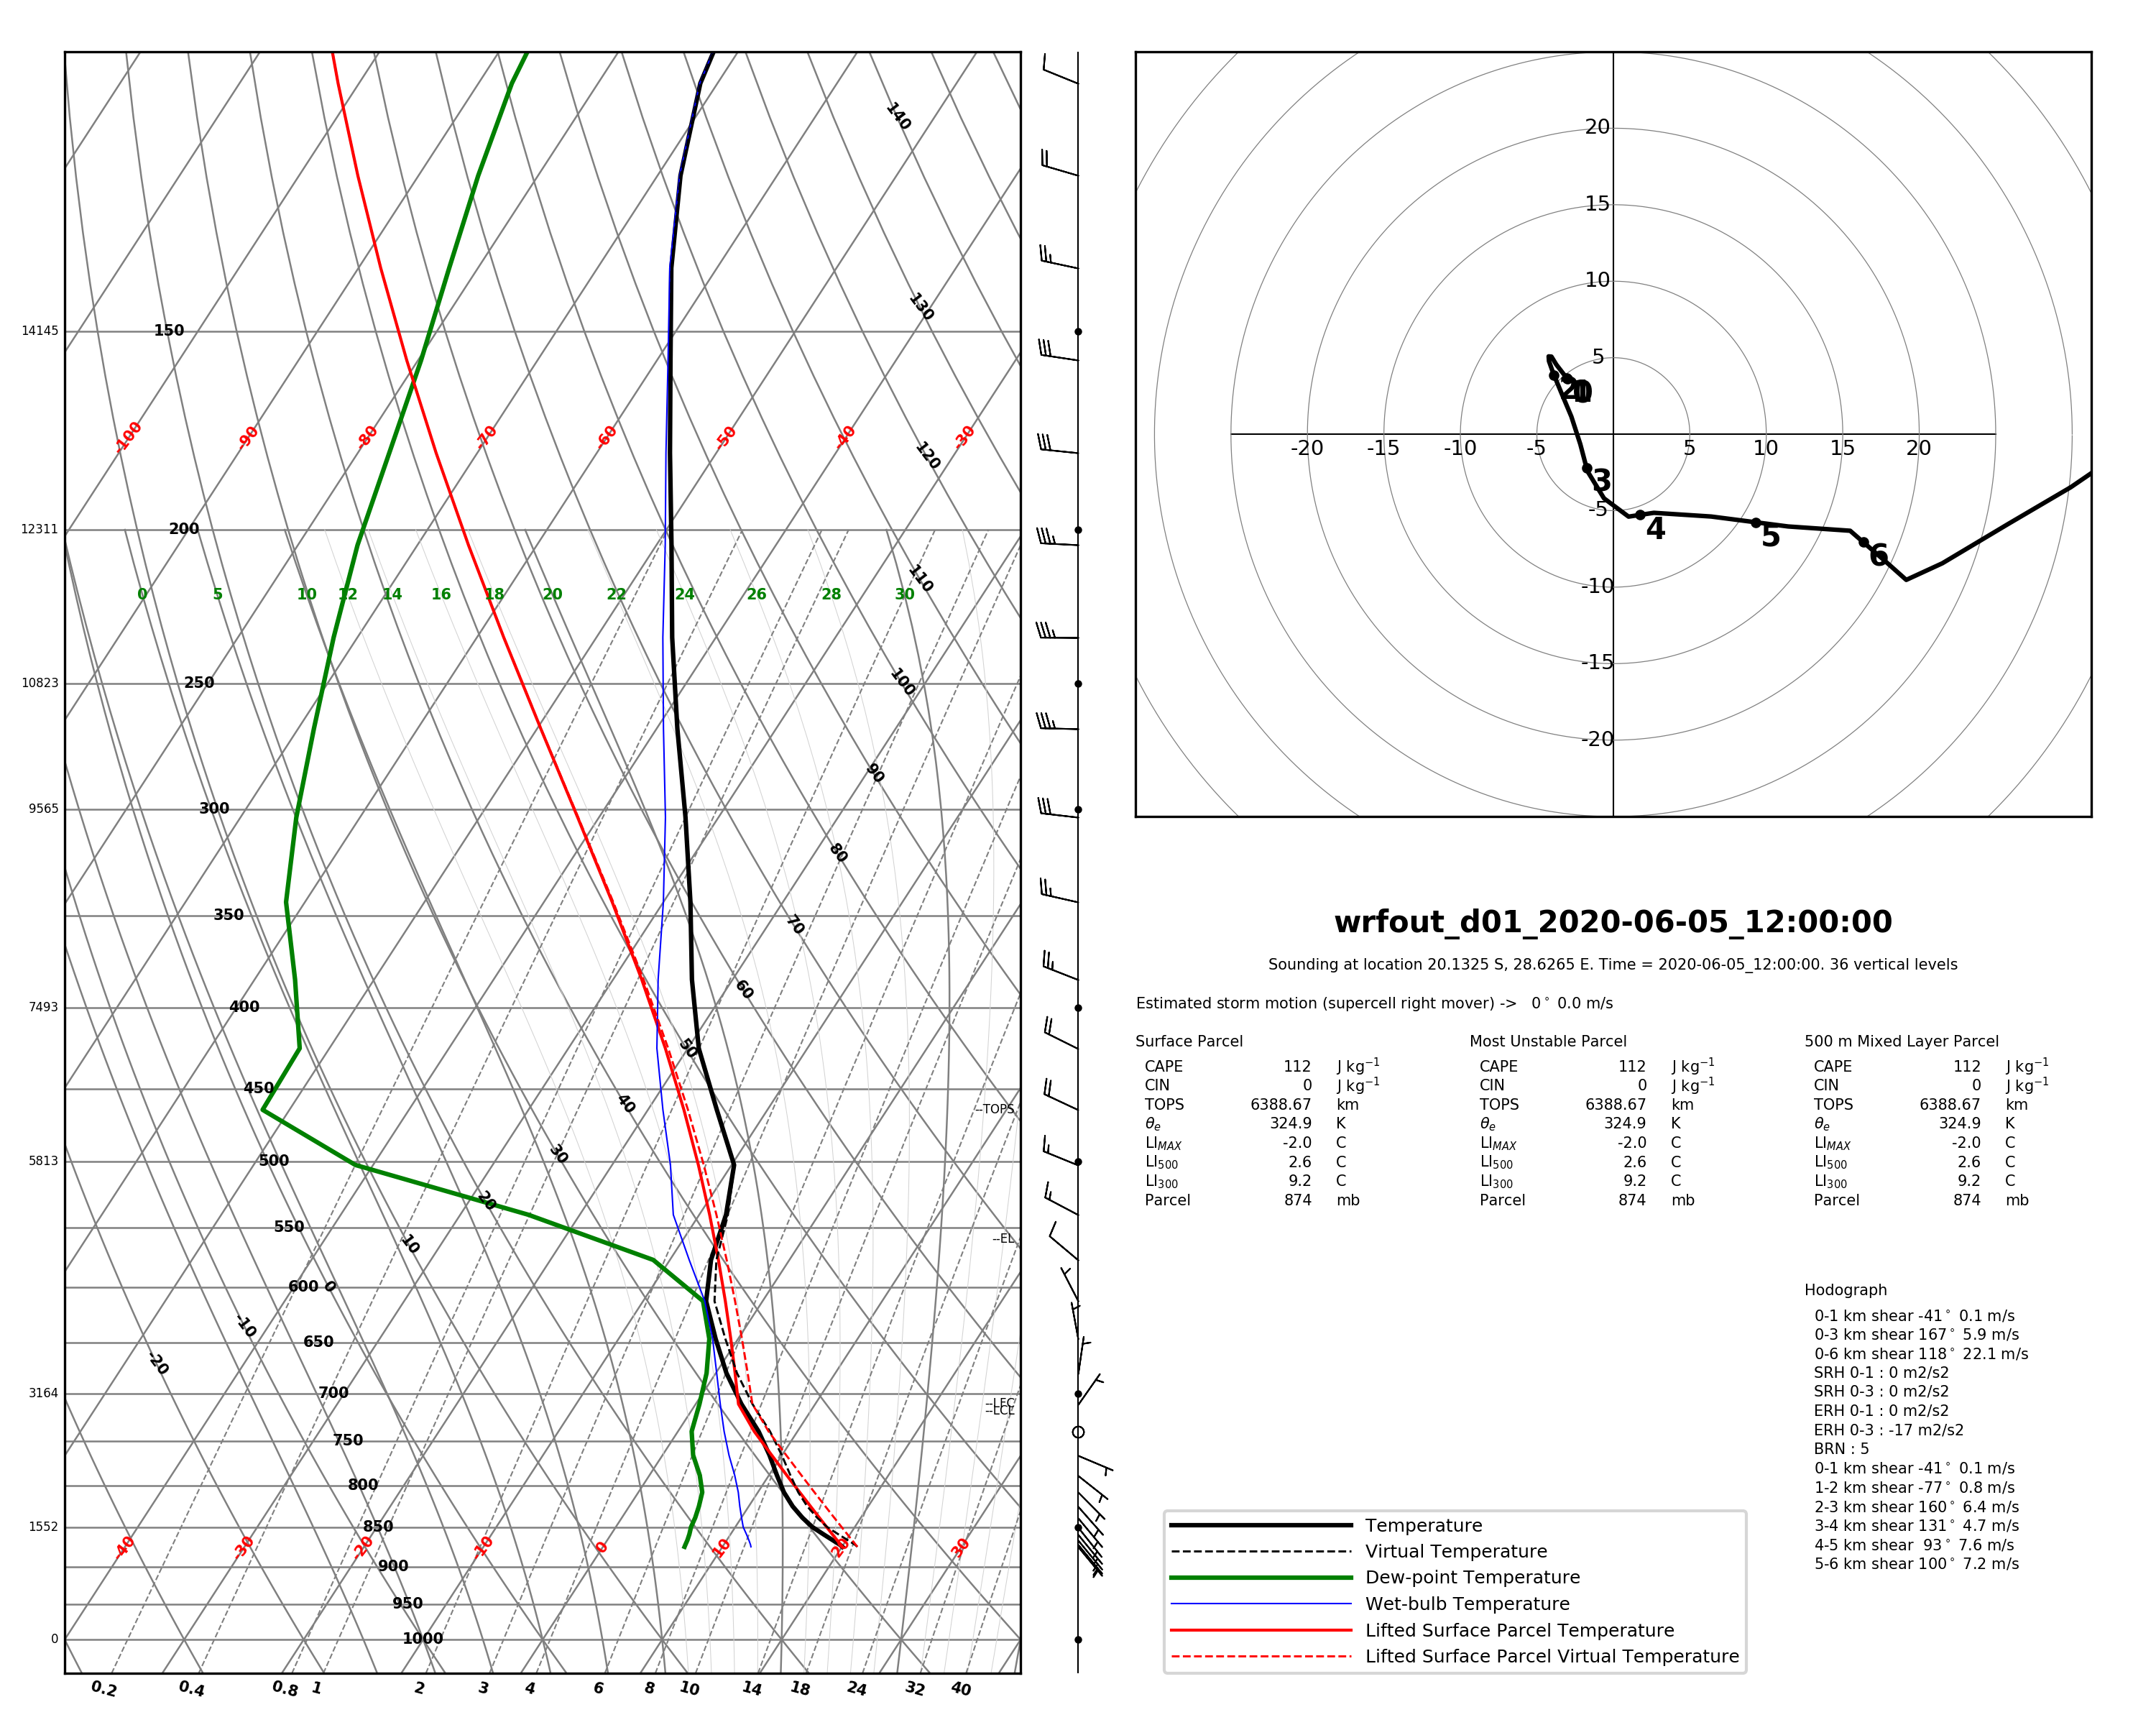 140
130
14145 150
120
-100 -90 -80 -70 -60 -50 -40 -30
12311 200
110
0 5 10 12 14 16 18 20 22 24 26 28 30
100
10823 250
90
9565 300
80
350
70
60
7493 400
50
450
40
--TOPS
30
5813 500
20
550
10
--EL
600 0
-10
650
-20
3164 700
--LFC
--LCL
750
800
1552 850
-40 -30 -20 -10 0 10 20 30
900
950
0 1000
0.2 0.4 0.8 1 2 3 4 6 8 10 14 18 24 32 40
20
15
10
5
-20 -15 -10 -5 5 10 15 20
3
-5
4
5
6
-10
-15
-20
wrfout_d01_2020-06-05_12:00:00
Sounding at location 20.1325 S, 28.6265 E. Time = 2020-06-05_12:00:00. 36 vertical levels
Estimated storm motion (supercell right mover) -> 0° 0.0 m/s
Surface Parcel Most Unstable Parcel 500 m Mixed Layer Parcel
CAPE 112 J kg⁻¹ CAPE 112 J kg⁻¹ CAPE 112 J kg⁻¹
CIN 0 J kg⁻¹ CIN 0 J kg⁻¹ CIN 0 J kg⁻¹
TOPS 6388.67 km TOPS 6388.67 km TOPS 6388.67 km
θe 324.9 K θe 324.9 K θe 324.9 K
LIMAX -2.0 C LIMAX -2.0 C LIMAX -2.0 C
LI500 2.6 C LI500 2.6 C LI500 2.6 C
LI300 9.2 C LI300 9.2 C LI300 9.2 C
Parcel 874 mb Parcel 874 mb Parcel 874 mb
Hodograph
0-1 km shear -41° 0.1 m/s
0-3 km shear 167° 5.9 m/s
0-6 km shear 118° 22.1 m/s
SRH 0-1 : 0 m2/s2
SRH 0-3 : 0 m2/s2
ERH 0-1 : 0 m2/s2
ERH 0-3 : -17 m2/s2
BRN : 5
0-1 km shear -41° 0.1 m/s
1-2 km shear -77° 0.8 m/s
2-3 km shear 160° 6.4 m/s
3-4 km shear 131° 4.7 m/s
4-5 km shear 93° 7.6 m/s
5-6 km shear 100° 7.2 m/s
Temperature
Virtual Temperature
Dew-point Temperature
Wet-bulb Temperature
Lifted Surface Parcel Temperature
Lifted Surface Parcel Virtual Temperature